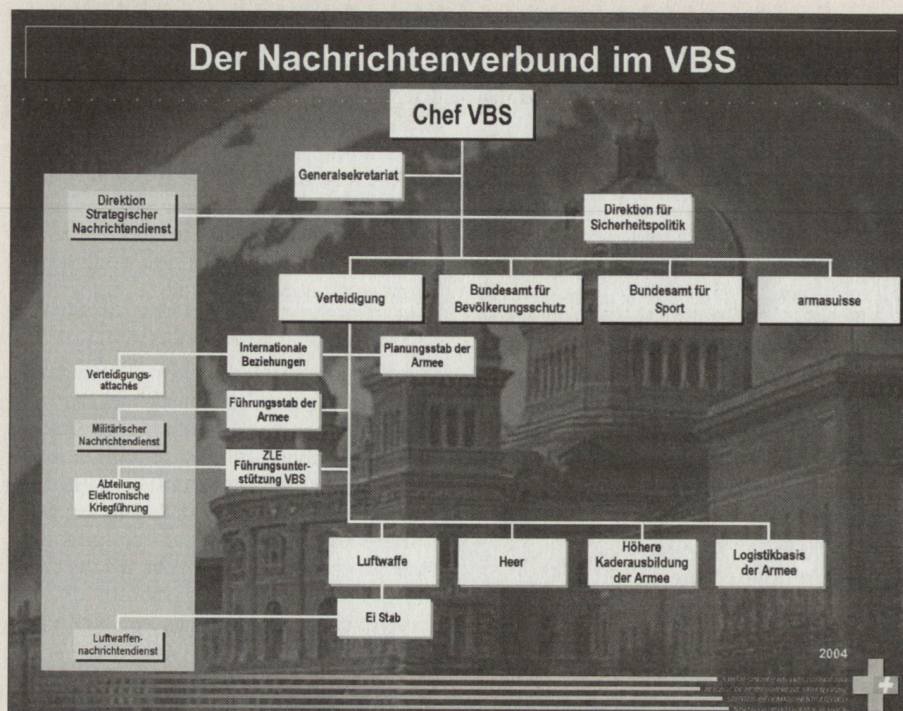 Der Nachrichtenverbund im VBS
Chef VBS
Generalsekretariat
Direktion
Strategischer
Nachrichtendienst
Direktion für
Sicherheitspolitik
Verteidigung
Bundesamt für
Bevölkerungsschutz
Bundesamt für
Sport
armasuisse
Internationale
Beziehungen
Planungsstab der
Armee
Verteidigungs-
attachés
Führungsstab der
Armee
Militärischer
Nachrichtendienst
ZLE
Führungsunter-
stützung VBS
Abteilung
Elektronische
Kriegführung
Luftwaffe
Heer
Höhere
Kaderausbildung
der Armee
Logistikbasis
der Armee
Ei Stab
Luftwaffen-
nachrichtendienst
2004